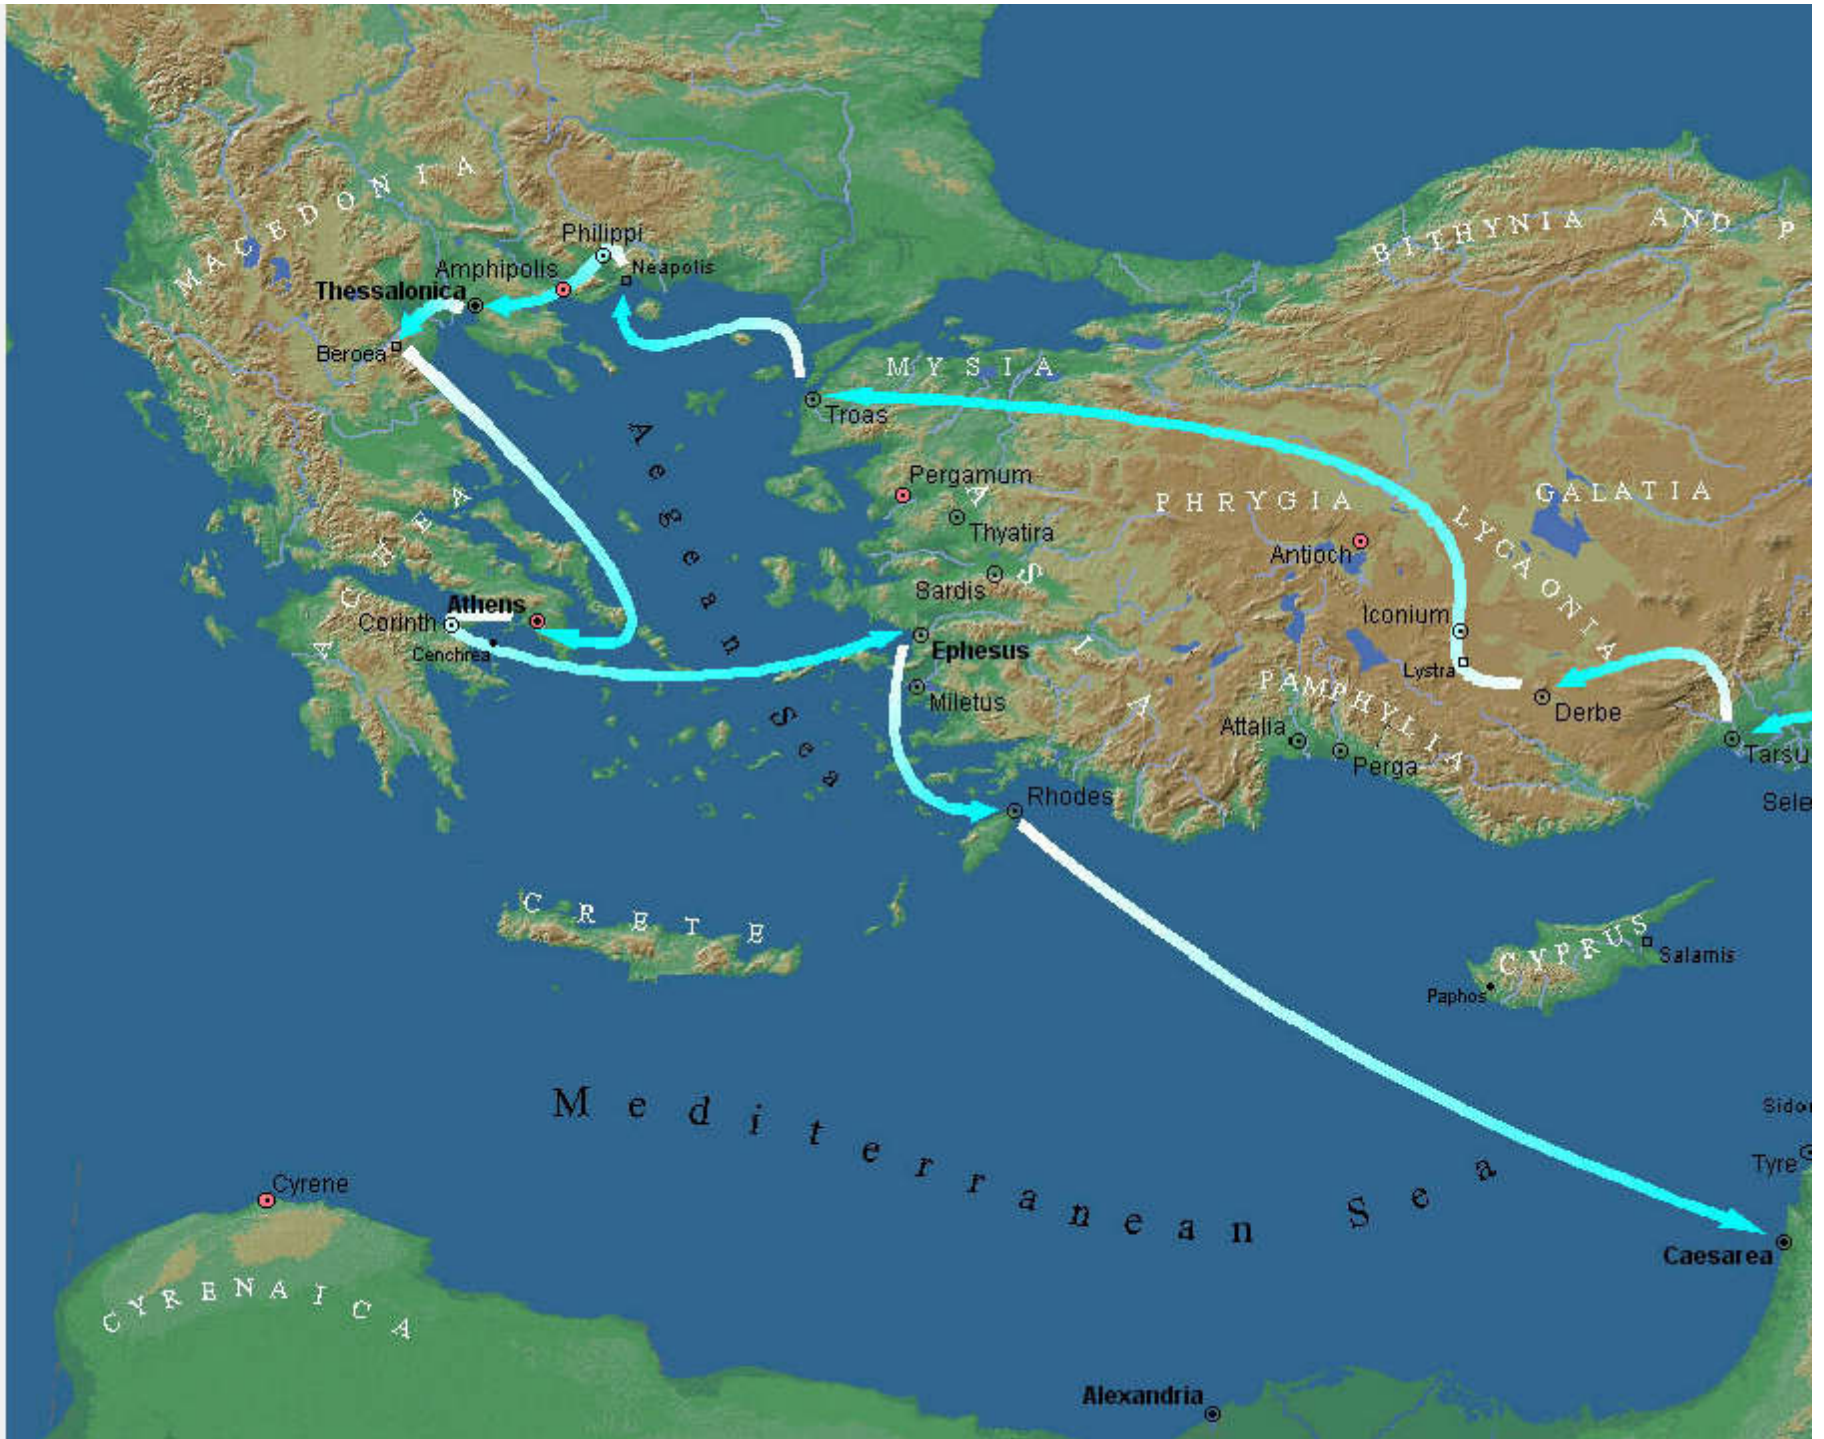 MACEDONIA
BITHYNIA AND P
Philippi
Neapolis
Amphipolis
Thessalonica
Beroea
MYSIA
Troas
Aegean Sea
Pergamum
Thyatira
Sardis
ASIA
PHRYGIA
GALATIA
LYCAONIA
Antioch
Iconium
Lystra
Derbe
Tarsu
Sele
ACHAEA
Athens
Corinth
Cenchrea
Ephesus
Miletus
PAMPHYLIA
Attalia
Perga
Rhodes
CRETE
CYPRUS
Salamis
Paphos
Mediterranean Sea
Sido
Tyre
Caesarea
Cyrene
CYRENAICA
Alexandria